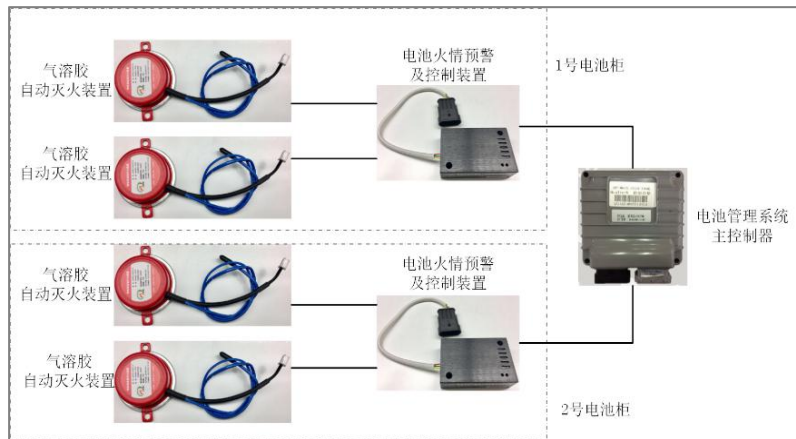 气溶胶
自动灭火装置
电池火情预警
及控制装置
1号电池柜
气溶胶
自动灭火装置
电池管理系统
主控制器
气溶胶
自动灭火装置
电池火情预警
及控制装置
气溶胶
自动灭火装置
2号电池柜